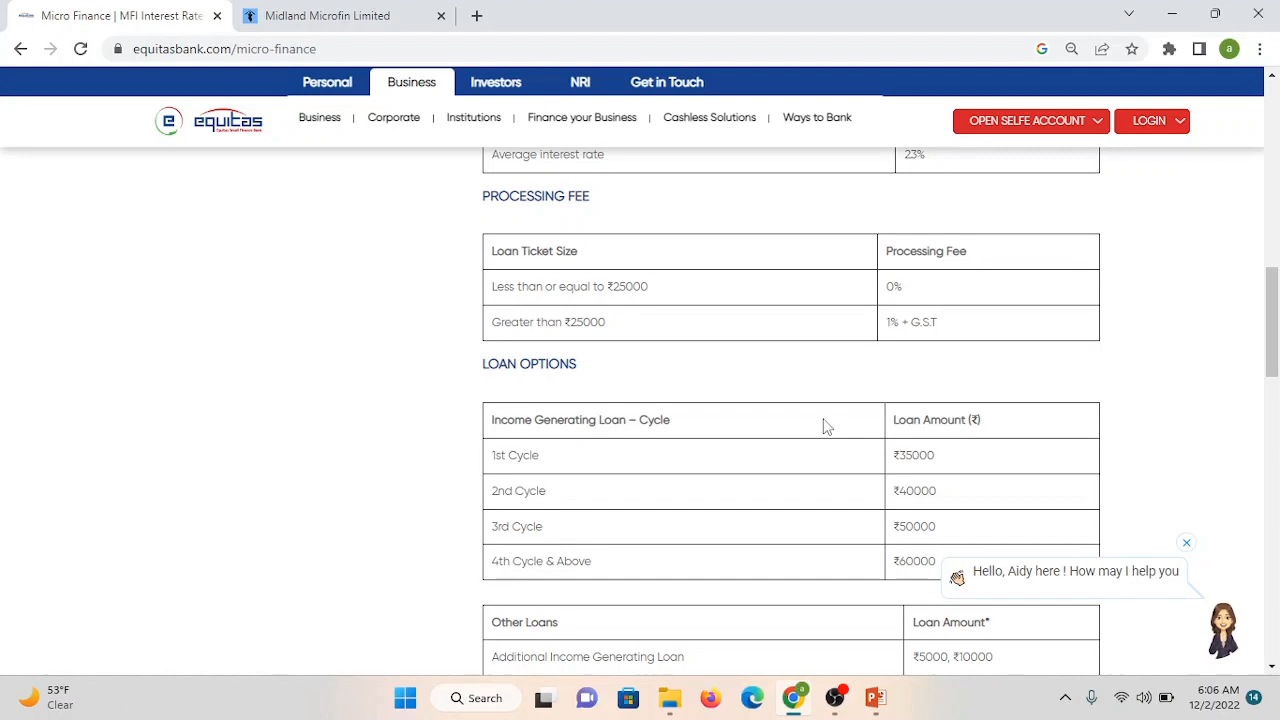 Micro Finance | MFI Interest Rate
Midland Microfin Limited
equitasbank.com/micro-finance
a
Personal
Business
Investors
NRI
Get in Touch
e equitas
Equitas Small Finance Bank
Business | Corporate | Institutions | Finance your Business | Cashless Solutions | Ways to Bank
OPEN SELFE ACCOUNT
LOGIN
Average interest rate 23%
PROCESSING FEE
Loan Ticket Size Processing Fee
Less than or equal to ₹25000 0%
Greater than ₹25000 1% + G.S.T
LOAN OPTIONS
Income Generating Loan – Cycle Loan Amount (₹)
1st Cycle ₹35000
2nd Cycle ₹40000
3rd Cycle ₹50000
4th Cycle & Above ₹60000
Hello, Aidy here ! How may I help you
Other Loans Loan Amount*
Additional Income Generating Loan ₹5000, ₹10000
53°F
Clear
Search
6:06 AM
12/2/2022
14